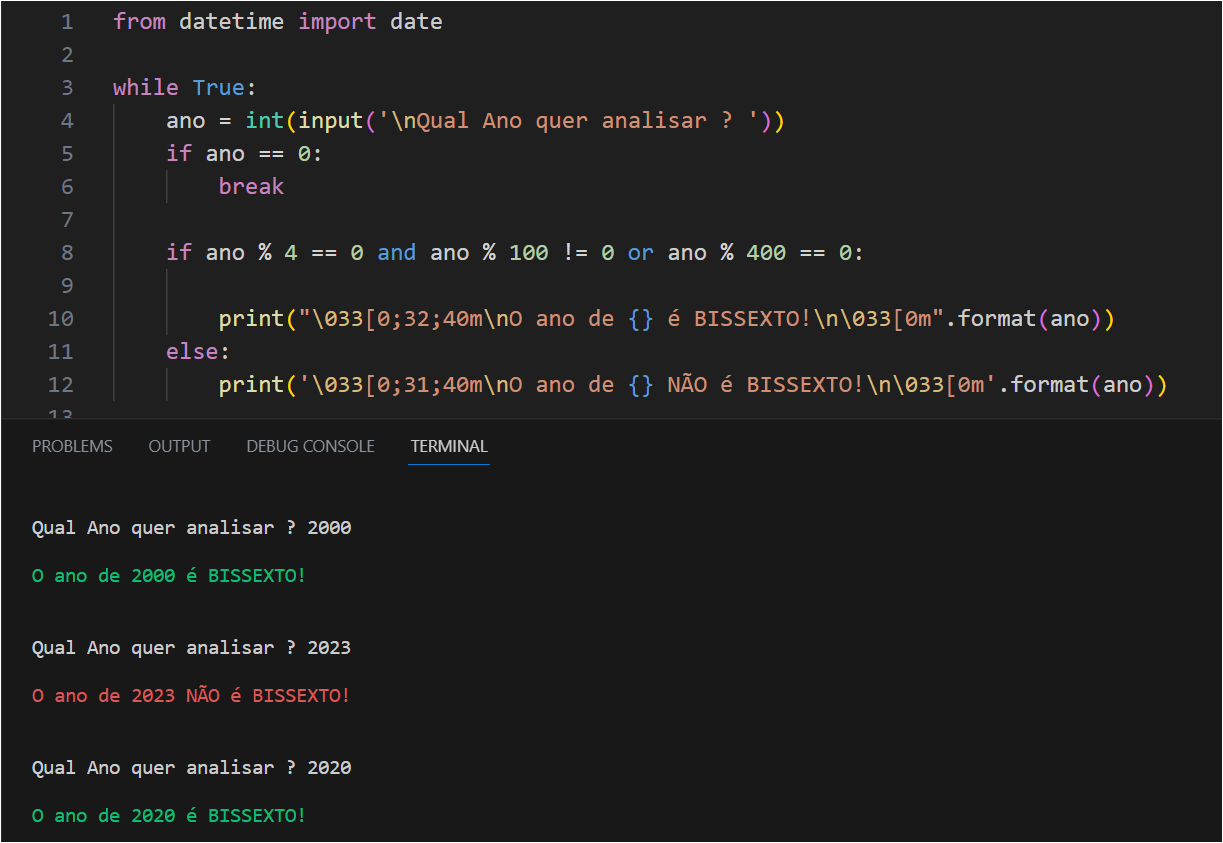 1 from datetime import date
2
3 while True:
4     ano = int(input('\nQual Ano quer analisar ? '))
5     if ano == 0:
6         break
7
8     if ano % 4 == 0 and ano % 100 != 0 or ano % 400 == 0:
9
10         print("\033[0;32;40m\nO ano de {} é BISSEXTO!\n\033[0m".format(ano))
11     else:
12         print('\033[0;31;40m\nO ano de {} NÃO é BISSEXTO!\n\033[0m'.format(ano))
13
PROBLEMS OUTPUT DEBUG CONSOLE TERMINAL
Qual Ano quer analisar ? 2000
O ano de 2000 é BISSEXTO!
Qual Ano quer analisar ? 2023
O ano de 2023 NÃO é BISSEXTO!
Qual Ano quer analisar ? 2020
O ano de 2020 é BISSEXTO!